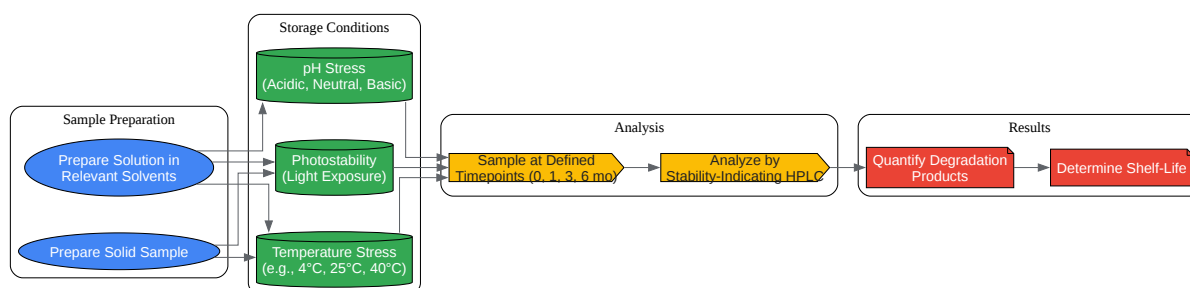 Sample Preparation
Prepare Solution in
Relevant Solvents
Prepare Solid Sample
Storage Conditions
pH Stress
(Acidic, Neutral, Basic)
Photostability
(Light Exposure)
Temperature Stress
(e.g., 4°C, 25°C, 40°C)
Analysis
Sample at Defined
Timepoints (0, 1, 3, 6 mo)
Analyze by
Stability-Indicating HPLC
Results
Quantify Degradation
Products
Determine Shelf-Life